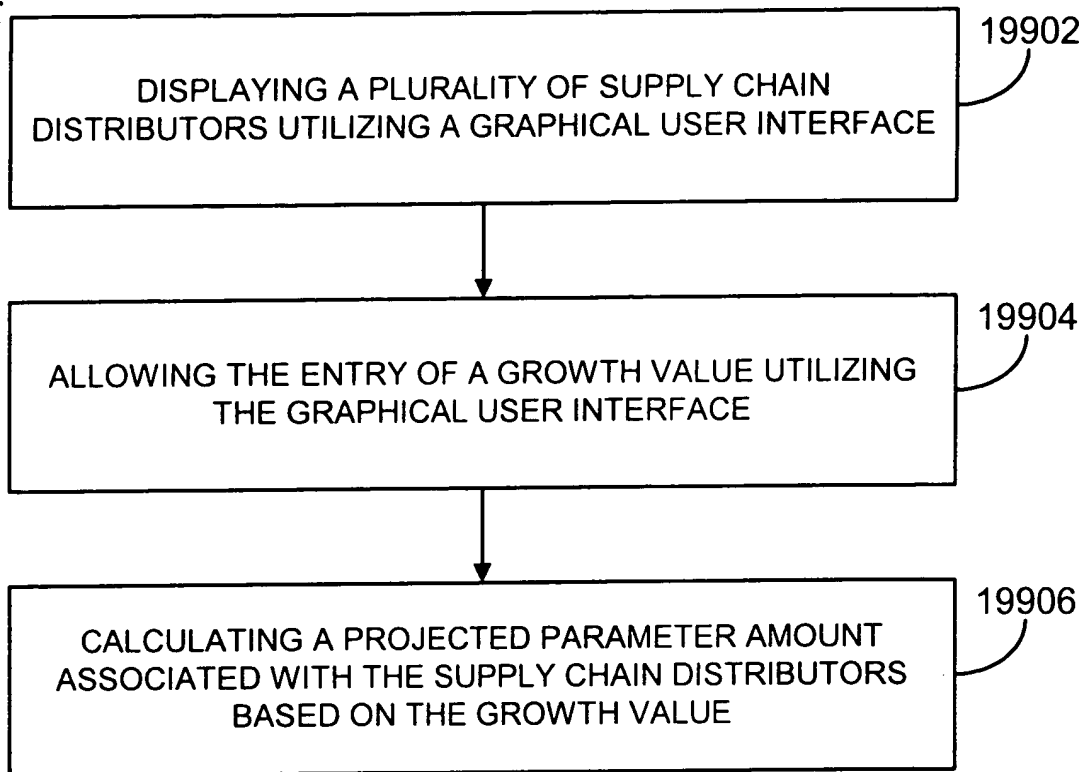 19902
DISPLAYING A PLURALITY OF SUPPLY CHAIN
DISTRIBUTORS UTILIZING A GRAPHICAL USER INTERFACE
19904
ALLOWING THE ENTRY OF A GROWTH VALUE UTILIZING
THE GRAPHICAL USER INTERFACE
19906
CALCULATING A PROJECTED PARAMETER AMOUNT
ASSOCIATED WITH THE SUPPLY CHAIN DISTRIBUTORS
BASED ON THE GROWTH VALUE